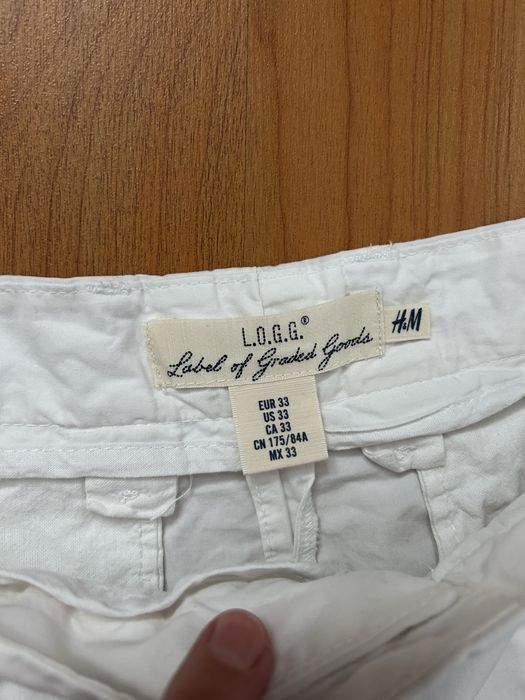 L.O.G.G.®
Label of Graded Goods
H&M
EUR 33
US 33
CA 33
CN 175/84A
MX 33